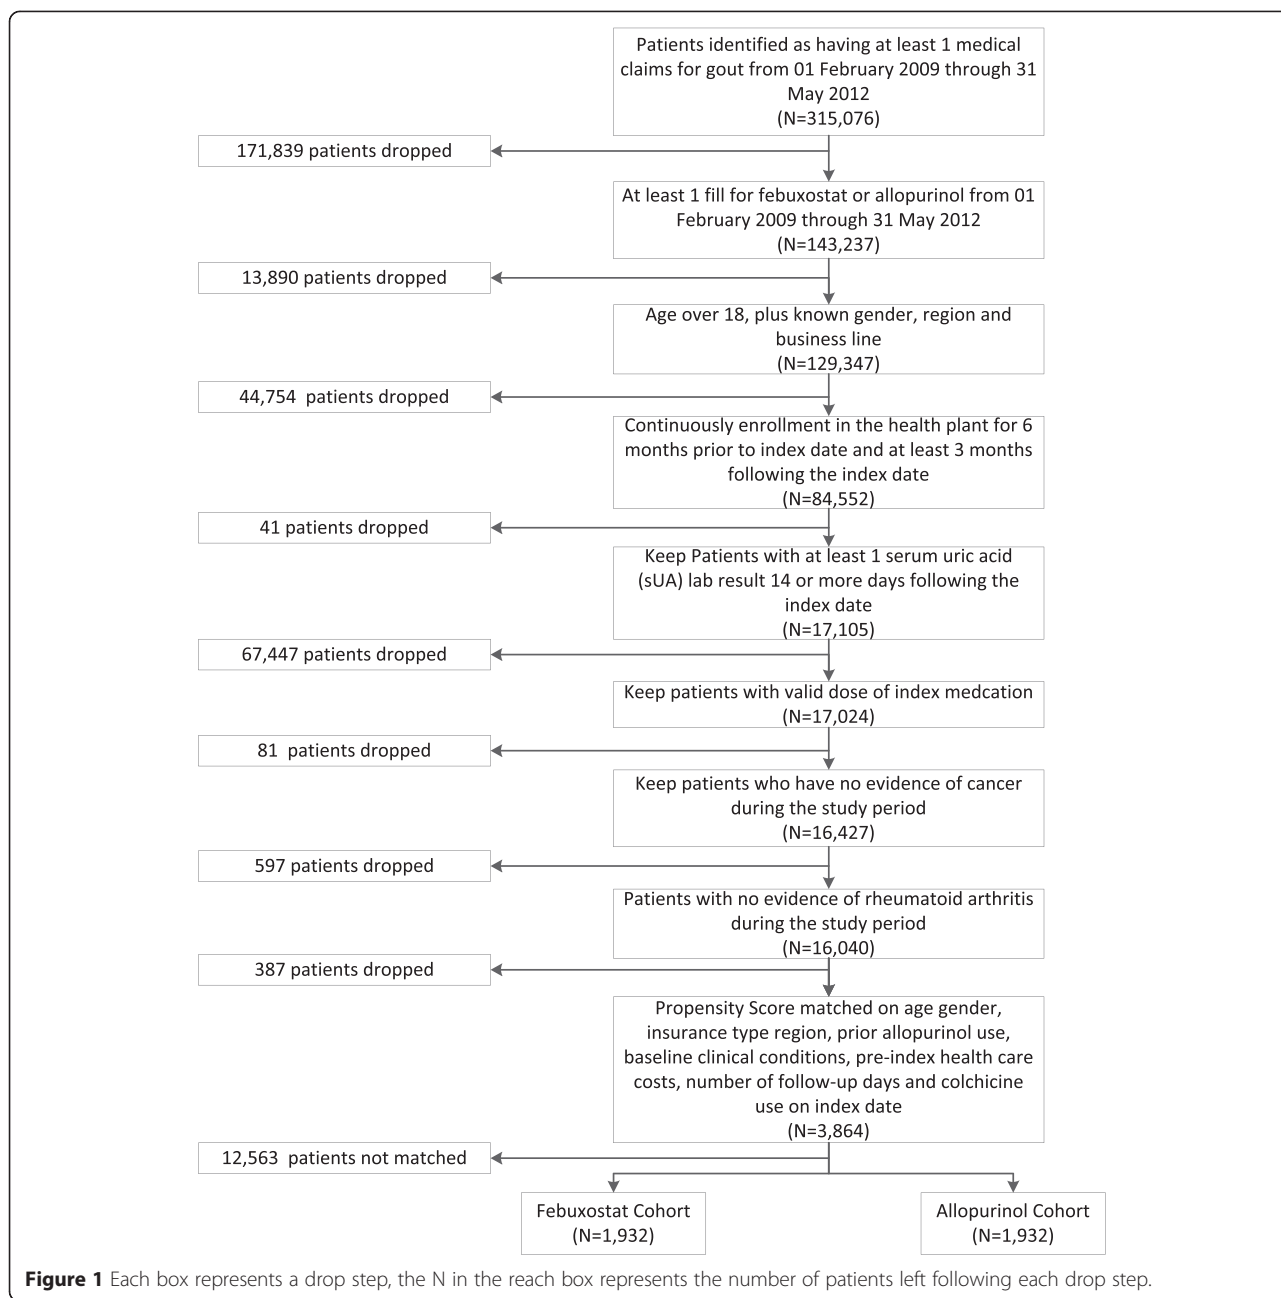 Patients identified as having at least 1 medical
claims for gout from 01 February 2009 through 31
May 2012
(N=315,076)
171,839 patients dropped
At least 1 fill for febuxostat or allopurinol from 01
February 2009 through 31 May 2012
(N=143,237)
13,890 patients dropped
Age over 18, plus known gender, region and
business line
(N=129,347)
44,754 patients dropped
Continuously enrollment in the health plant for 6
months prior to index date and at least 3 months
following the index date
(N=84,552)
41 patients dropped
Keep Patients with at least 1 serum uric acid
(sUA) lab result 14 or more days following the
index date
(N=17,105)
67,447 patients dropped
Keep patients with valid dose of index medcation
(N=17,024)
81 patients dropped
Keep patients who have no evidence of cancer
during the study period
(N=16,427)
597 patients dropped
Patients with no evidence of rheumatoid arthritis
during the study period
(N=16,040)
387 patients dropped
Propensity Score matched on age gender,
insurance type region, prior allopurinol use,
baseline clinical conditions, pre-index health care
costs, number of follow-up days and colchicine
use on index date
(N=3,864)
12,563 patients not matched
Febuxostat Cohort
(N=1,932)
Allopurinol Cohort
(N=1,932)
Figure 1 Each box represents a drop step, the N in the reach box represents the number of patients left following each drop step.